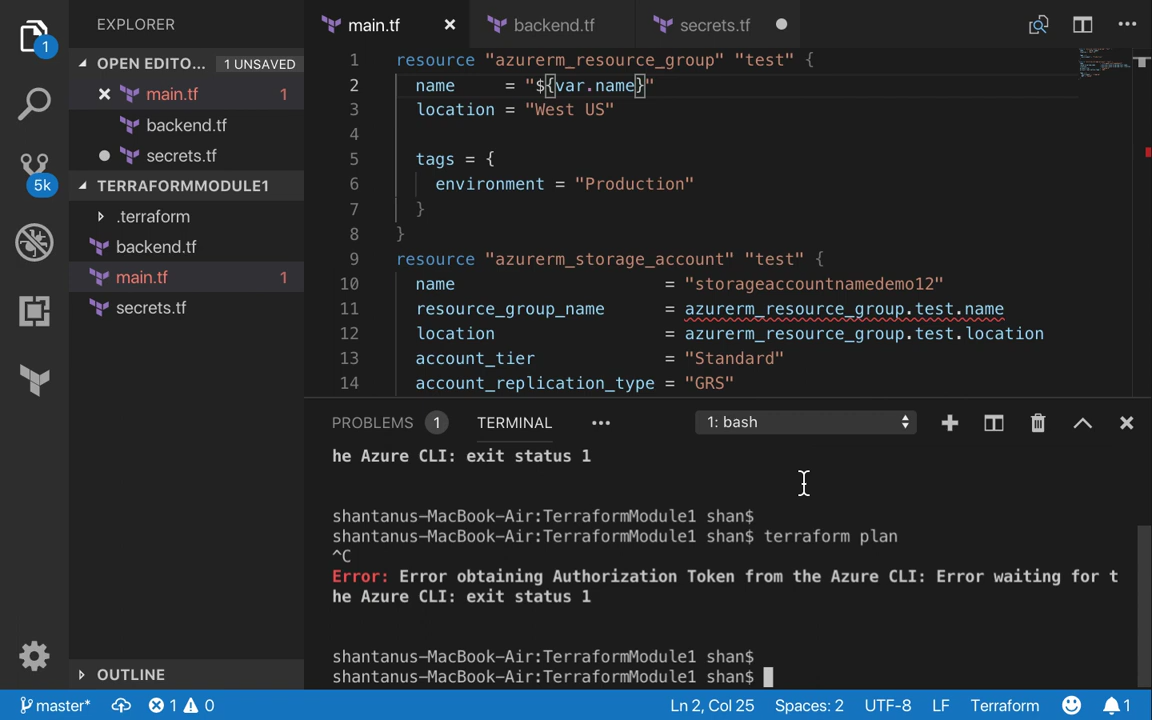 EXPLORER
main.tf
backend.tf
secrets.tf
1
OPEN EDITO...
1 UNSAVED
main.tf
1
backend.tf
secrets.tf
5k
TERRAFORMMODULE1
.terraform
backend.tf
main.tf
1
secrets.tf
OUTLINE
1 resource "azurerm_resource_group" "test" {
2 name = "${var.name}"
3 location = "West US"
4
5 tags = {
6 environment = "Production"
7 }
8 }
9 resource "azurerm_storage_account" "test" {
10 name = "storageaccountnamedemo12"
11 resource_group_name = azurerm_resource_group.test.name
12 location = azurerm_resource_group.test.location
13 account_tier = "Standard"
14 account_replication_type = "GRS"
PROBLEMS 1 TERMINAL ... 1: bash
he Azure CLI: exit status 1
shantanus-MacBook-Air:TerraformModule1 shan$
shantanus-MacBook-Air:TerraformModule1 shan$ terraform plan
^C
Error: Error obtaining Authorization Token from the Azure CLI: Error waiting for t
he Azure CLI: exit status 1
shantanus-MacBook-Air:TerraformModule1 shan$
shantanus-MacBook-Air:TerraformModule1 shan$
master* 1 0 Ln 2, Col 25 Spaces: 2 UTF-8 LF Terraform 1